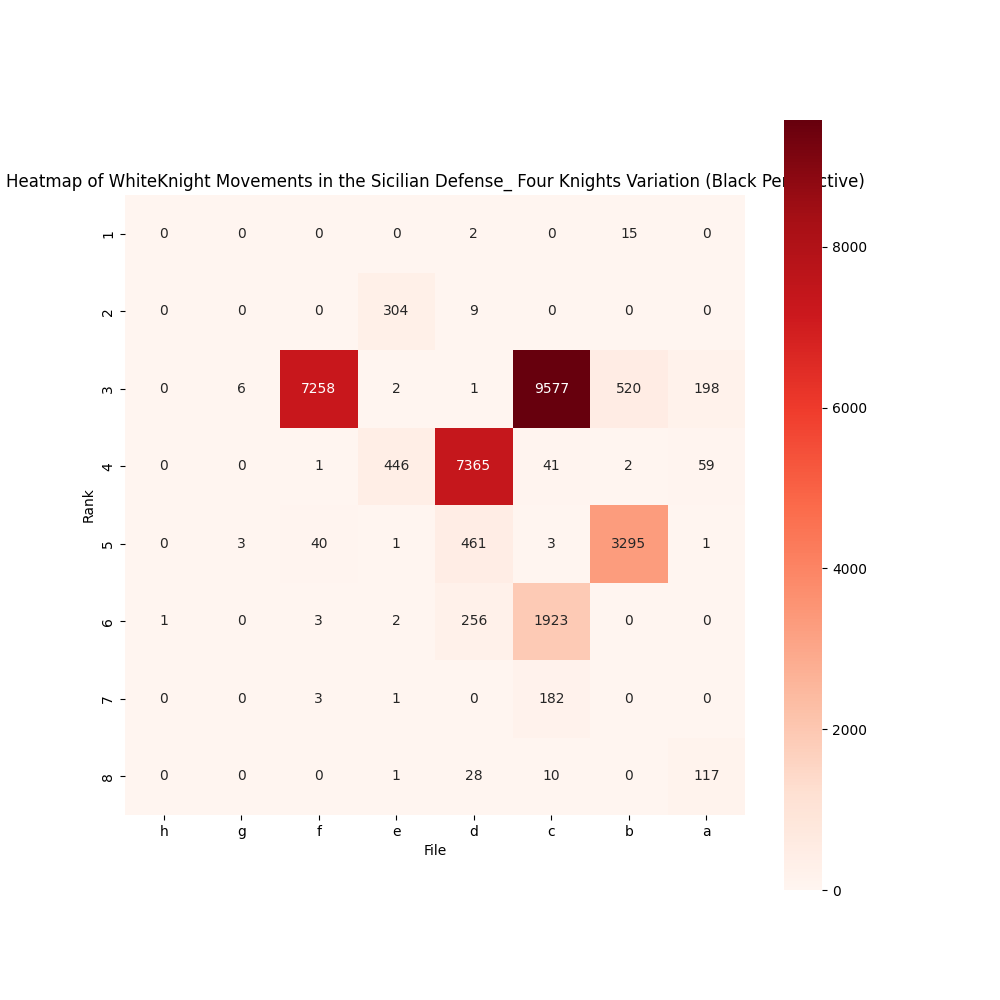 Heatmap of WhiteKnight Movements in the Sicilian Defense_ Four Knights Variation (Black Pe ctive)
8000
6000
4000
2000
0
Rank
1 0 0 0 0 2 0 15 0
2 0 0 0 304 9 0 0 0
3 0 6 7258 2 1 9577 520 198
4 0 0 1 446 7365 41 2 59
5 0 3 40 1 461 3 3295 1
6 1 0 3 2 256 1923 0 0
7 0 0 3 1 0 182 0 0
8 0 0 0 1 28 10 0 117
h g f e d c b a
File